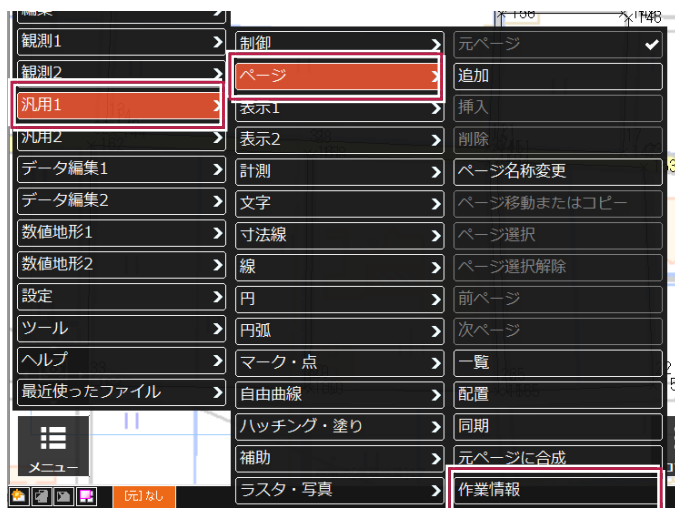 観測1
観測2
汎用1
汎用2
データ編集1
データ編集2
数値地形1
数値地形2
設定
ツール
ヘルプ
最近使ったファイル
メニュー
[元]なし
制御
ページ
表示1
表示2
計測
文字
寸法線
線
円
円弧
マーク・点
自由曲線
ハッチング・塗り
補助
ラスタ・写真
元ページ
追加
挿入
削除
ページ名称変更
ページ移動またはコピー
ページ選択
ページ選択解除
前ページ
次ページ
一覧
配置
同期
元ページに合成
作業情報